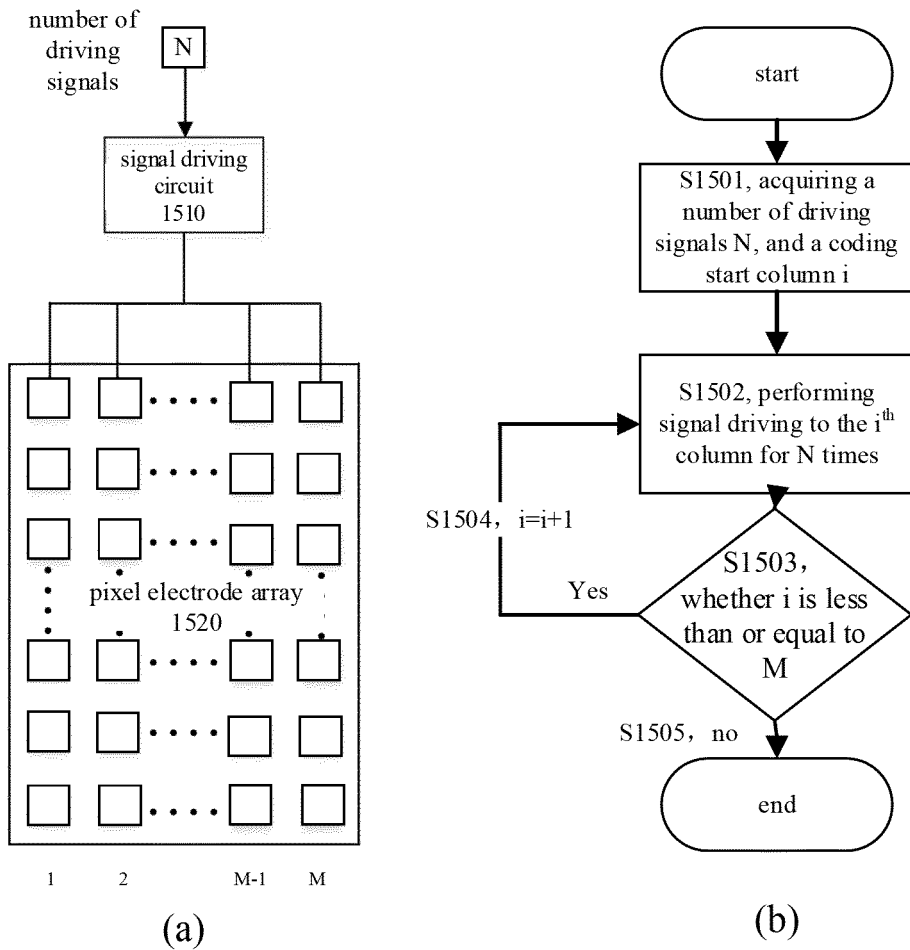 number of
driving
signals
N
signal driving
circuit
1510
pixel electrode array
1520
1
2
M-1
M
(a)
start
S1501, acquiring a
number of driving
signals N, and a coding
start column i
S1502, performing
signal driving to the iᵗʰ
column for N times
S1504, i=i+1
Yes
S1503,
whether i is less
than or equal to
M
S1505, no
end
(b)